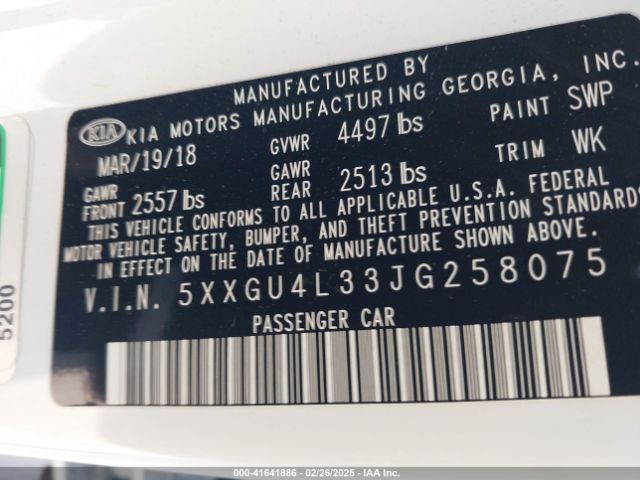 MANUFACTURED BY
KIA KIA MOTORS MANUFACTURING GEORGIA, INC.
MAR/19/18 GVWR 4497 lbs PAINT SWP
GAWR FRONT 2557 lbs GAWR REAR 2513 lbs TRIM WK
THIS VEHICLE CONFORMS TO ALL APPLICABLE U.S.A. FEDERAL
MOTOR VEHICLE SAFETY, BUMPER, AND THEFT PREVENTION STANDARDS
IN EFFECT ON THE DATE OF MANUFACTURE SHOWN ABOVE.
V.I.N. 5XXGU4L33JG258075
PASSENGER CAR
5200
000-41641886 | 02/26/2025 | IAA Inc.